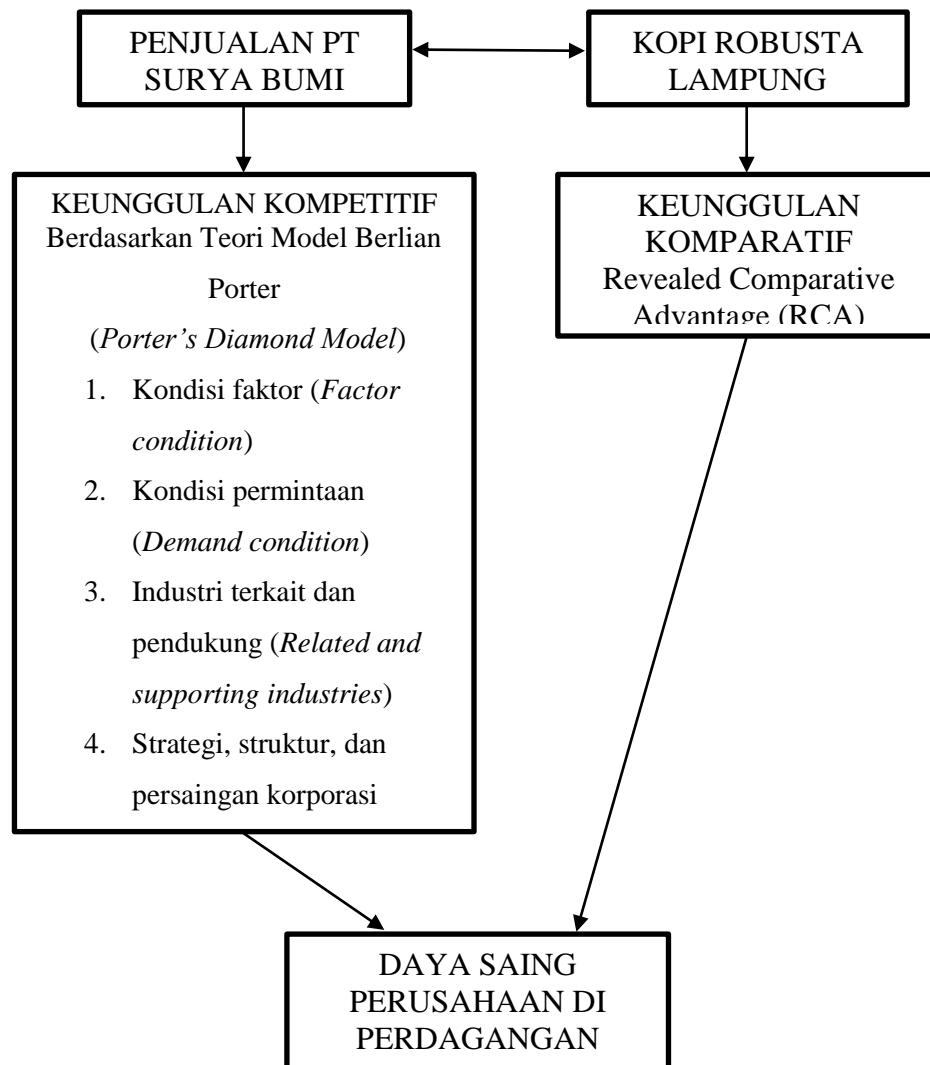 PENJUALAN PT
SURYA BUMI
KOPI ROBUSTA
LAMPUNG
KEUNGGULAN KOMPETITIF
Berdasarkan Teori Model Berlian
Porter
(Porter’s Diamond Model)
1. Kondisi faktor (Factor
condition)
2. Kondisi permintaan
(Demand condition)
3. Industri terkait dan
pendukung (Related and
supporting industries)
4. Strategi, struktur, dan
persaingan korporasi
KEUNGGULAN
KOMPARATIF
Revealed Comparative
Advantage (RCA)
DAYA SAING
PERUSAHAAN DI
PERDAGANGAN